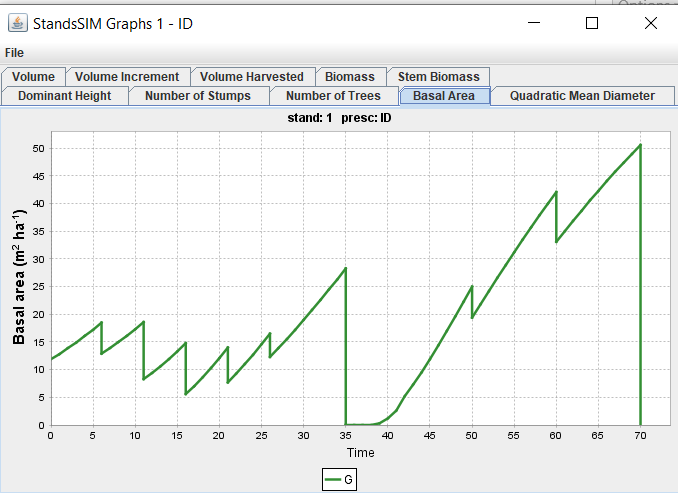 StandsSIM Graphs 1 - ID
File
Volume Volume Increment Volume Harvested Biomass Stem Biomass
Dominant Height Number of Stumps Number of Trees Basal Area Quadratic Mean Diameter
stand: 1 presc: ID
Basal area (m² ha⁻¹)
50
45
40
35
30
25
20
15
10
5
0
0 5 10 15 20 25 30 35 40 45 50 55 60 65 70
Time
G